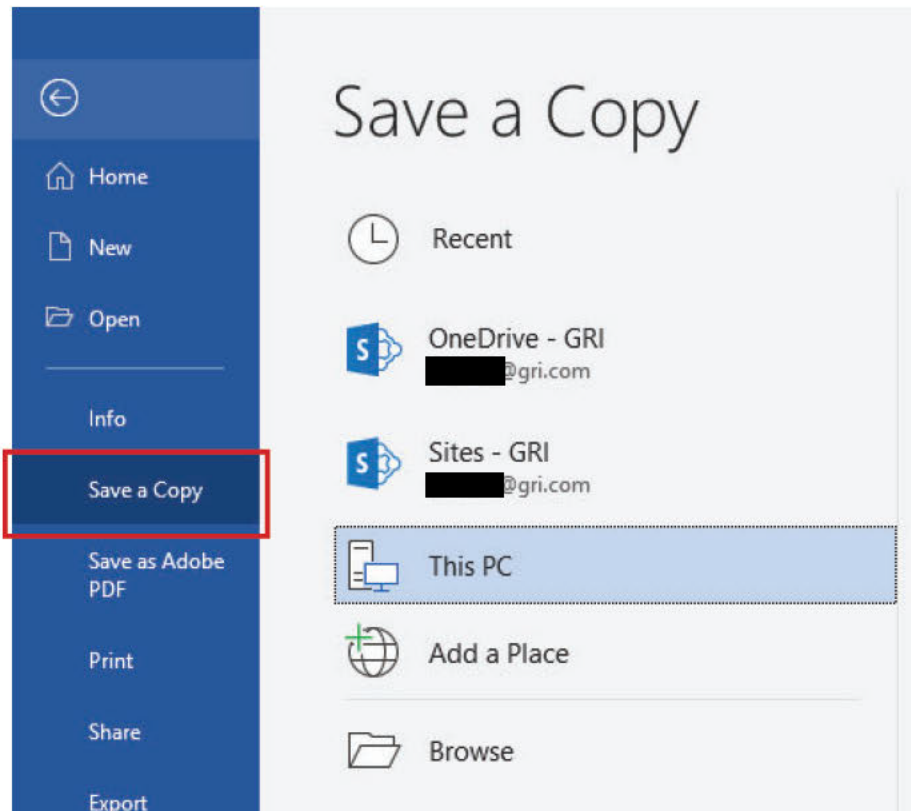 Save a Copy
Home
New
Open
Info
Save a Copy
Save as Adobe
PDF
Print
Share
Export
Recent
OneDrive - GRI
@gri.com
Sites - GRI
@gri.com
This PC
Add a Place
Browse